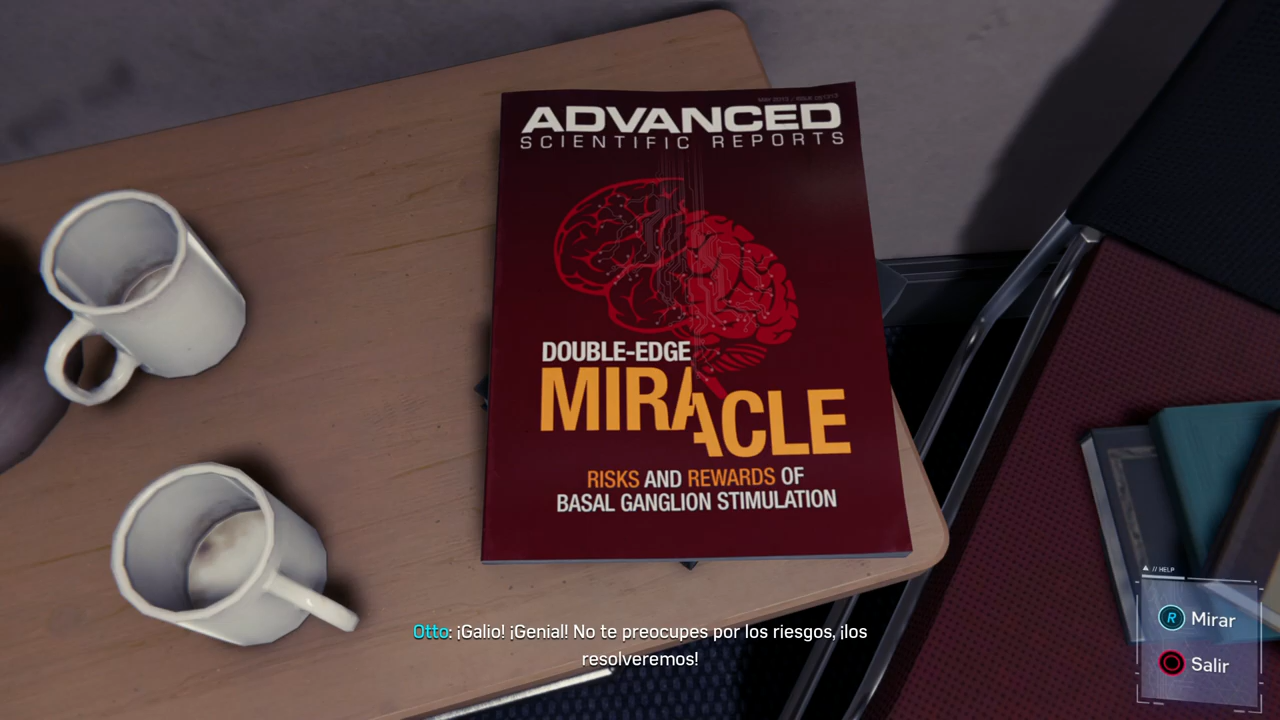 ADVANCED
SCIENTIFIC REPORTS
DOUBLE-EDGE
MIRACLE
RISKS AND REWARDS OF
BASAL GANGLION STIMULATION
Otto: ¡Galio! ¡Genial! No te preocupes por los riesgos, ¡los
resolveremos!
// HELP
R Mirar
Salir